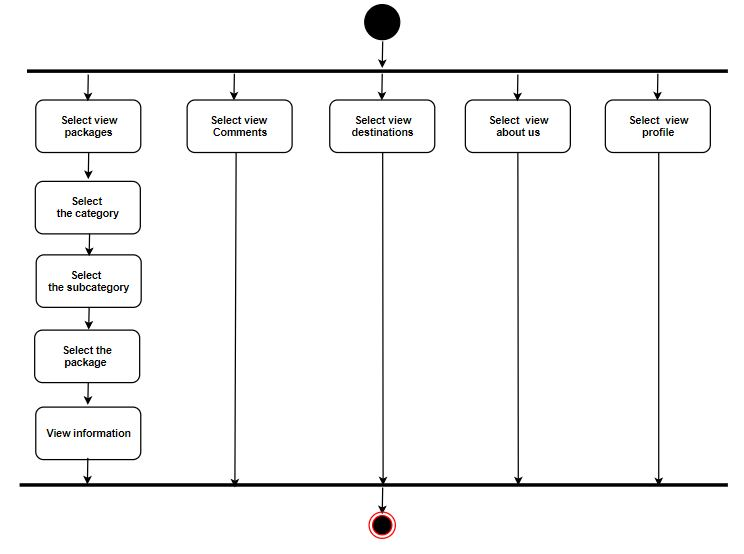 Select view
packages
Select view
Comments
Select view
destinations
Select view
about us
Select view
profile
Select
the category
Select
the subcategory
Select the
package
View information